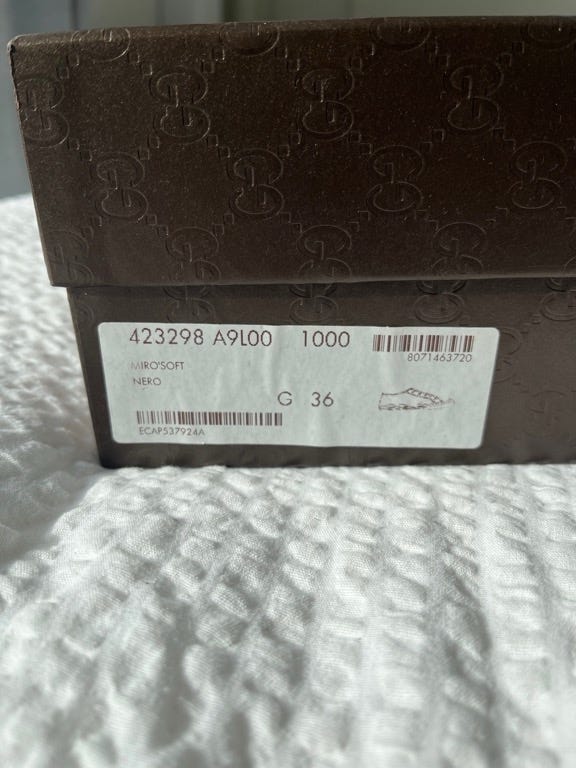 423298 A9L00 1000
8071463720
MIRO'SOFT
NERO
G 36
ECAP537924A